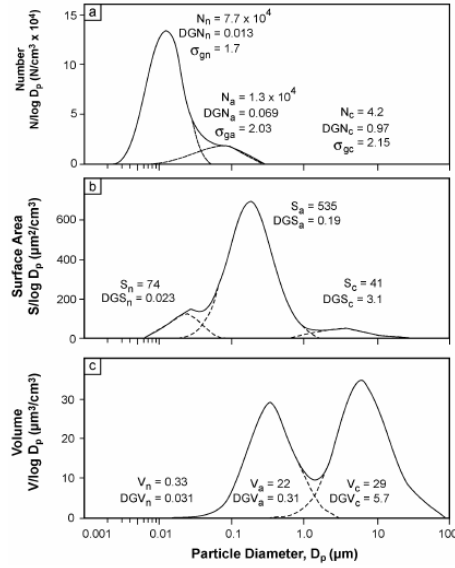 a
Number
N/log Dp (N/cm³ x 10⁴)
15
10
5
0
Nn = 7.7 x 10⁴
DGNn = 0.013
σgn = 1.7
Na = 1.3 x 10⁴
DGNa = 0.069
σga = 2.03
Nc = 4.2
DGNc = 0.97
σgc = 2.15
b
Surface Area
S/log Dp (µm²/cm³)
600
400
200
0
Sn = 74
DGSn = 0.023
Sa = 535
DGSa = 0.19
Sc = 41
DGSc = 3.1
c
Volume
V/log Dp (µm³/cm³)
30
20
10
0
Vn = 0.33
DGVn = 0.031
Va = 22
DGVa = 0.31
Vc = 29
DGVc = 5.7
0.001 0.01 0.1 1.0 10 100
Particle Diameter, Dp (µm)